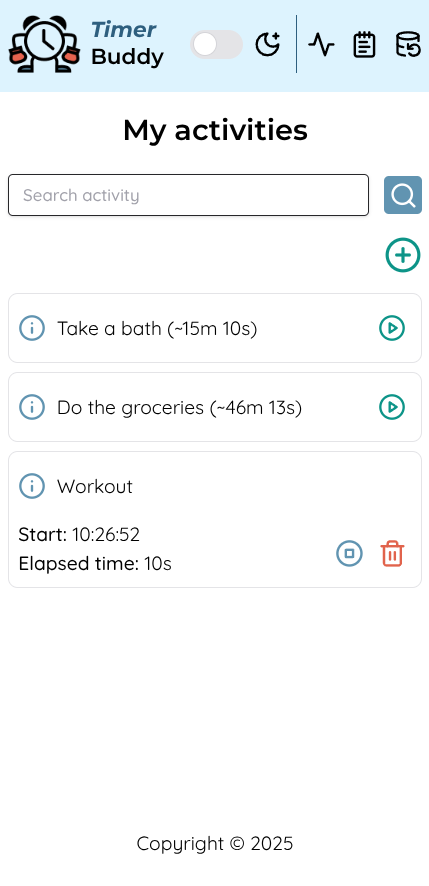 Timer
Buddy
My activities
Search activity
Take a bath (~15m 10s)
Do the groceries (~46m 13s)
Workout
Start: 10:26:52
Elapsed time: 10s
Copyright © 2025